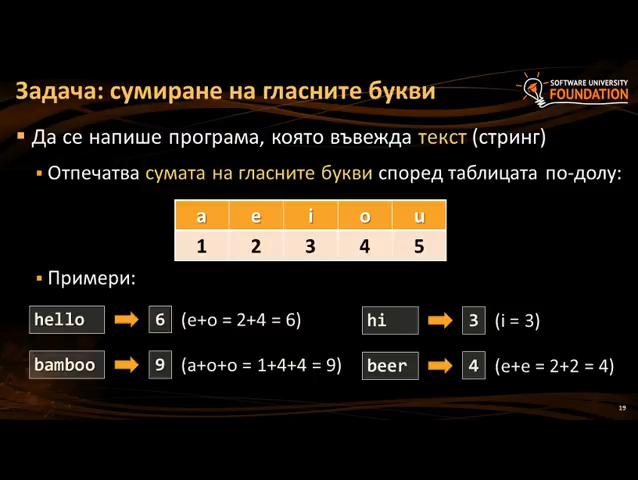 Задача: сумиране на гласните букви
SOFTWARE UNIVERSITY
FOUNDATION
Да се напише програма, която въвежда текст (стринг)
Отпечатва сумата на гласните букви според таблицата по-долу:
a e i o u
1 2 3 4 5
Примери:
hello 6 (e+o = 2+4 = 6) hi 3 (i = 3)
bamboo 9 (a+o+o = 1+4+4 = 9) beer 4 (e+e = 2+2 = 4)
19